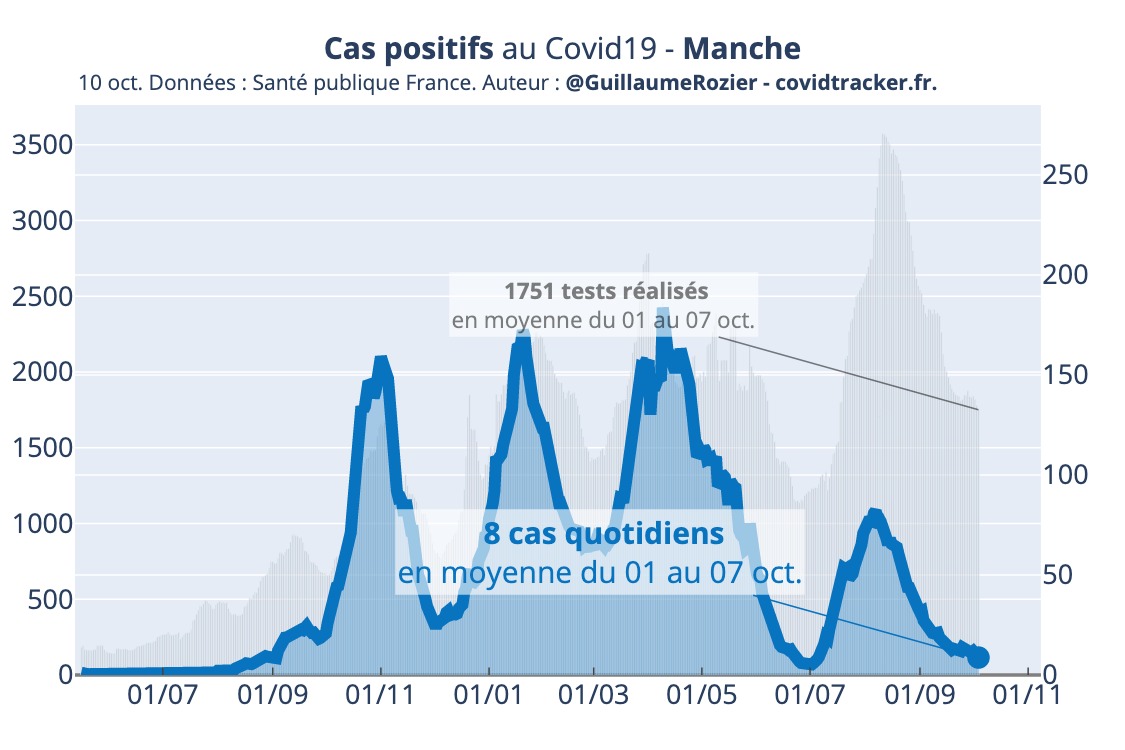 Cas positifs au Covid19 - Manche
10 oct. Données : Santé publique France. Auteur : @GuillaumeRozier - covidtracker.fr.
3500
3000
2500
2000
1500
1000
500
0
250
200
150
100
50
0
1751 tests réalisés
en moyenne du 01 au 07 oct.
8 cas quotidiens
en moyenne du 01 au 07 oct.
01/07 01/09 01/11 01/01 01/03 01/05 01/07 01/09 01/11